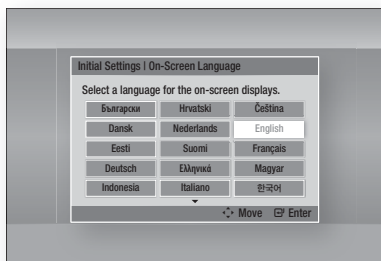 Initial Settings I On-Screen Language
Select a language for the on-screen displays.
Български Hrvatski Čeština
Dansk Nederlands English
Eesti Suomi Français
Deutsch Ελληνικά Magyar
Indonesia Italiano 한국어
Move Enter